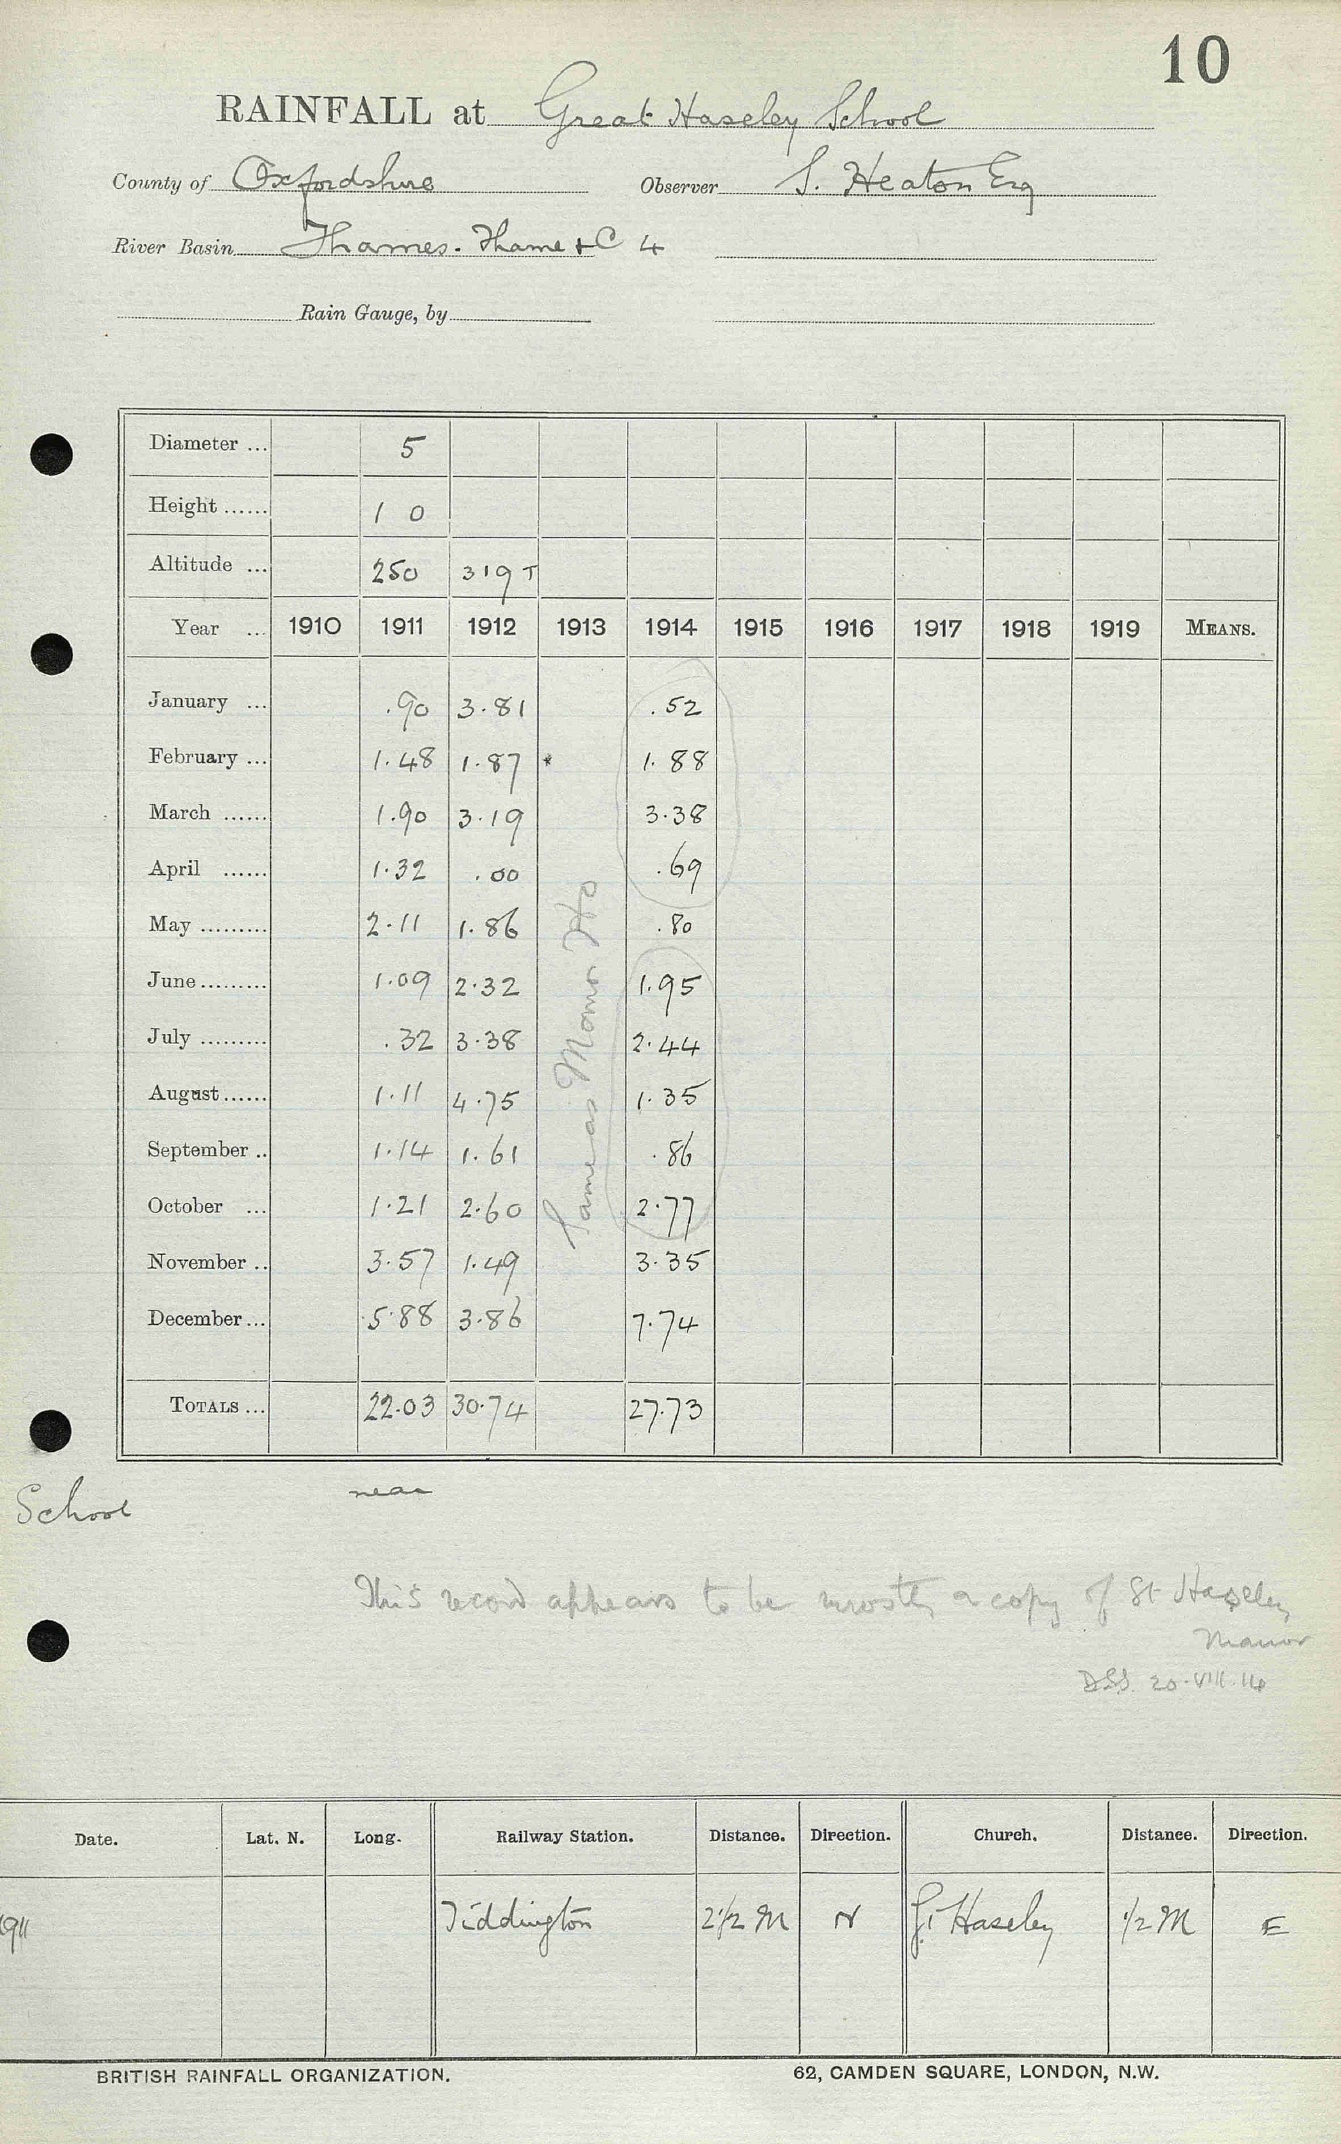 10
RAINFALL at Great Haseley School
County of Oxfordshire Observer S. Heaton Esq
River Basin Thames. Thame & C 4
Rain Gauge, by
Diameter ... 5
Height ...... 1 0
Altitude ... 250 319 T
Year ... 1910 1911 1912 1913 1914 1915 1916 1917 1918 1919 MEANS.
January ... .90 3.81 .52
February ... 1.48 1.87 * 1.88
March ...... 1.90 3.19 3.38
April ...... 1.32 .00 .69
May ......... 2.11 1.86 .80
June ......... 1.09 2.32 1.95
July ......... .32 3.38 2.44
August ...... 1.11 4.75 1.35
September .. 1.14 1.61 .86
October ... 1.21 2.60 2.77
November .. 3.57 1.49 3.35
December ... 5.88 3.86 7.74
Same as Manor Ho
TOTALS ... 22.03 30.74 27.73
School near
This record appears to be mostly a copy of Gt Haseley
Manor
20.VIII.14
Date. Lat. N. Long. Railway Station. Distance. Direction. Church. Distance. Direction.
1911 Tiddington 2 1/2 M N Gt Haseley 1/2 M E
BRITISH RAINFALL ORGANIZATION. 62, CAMDEN SQUARE, LONDON, N.W.